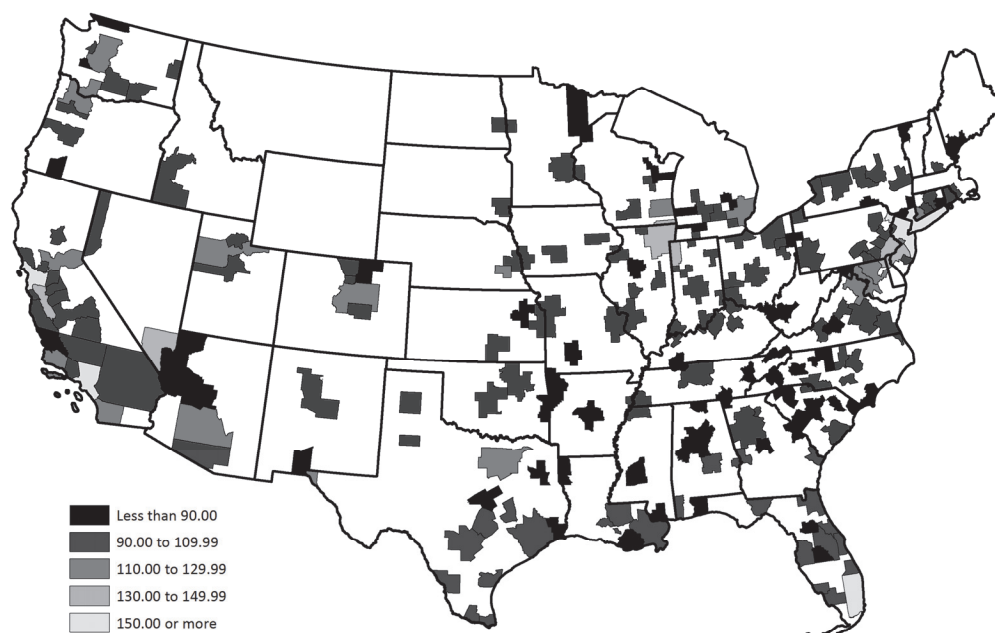 Less than 90.00
90.00 to 109.99
110.00 to 129.99
130.00 to 149.99
150.00 or more